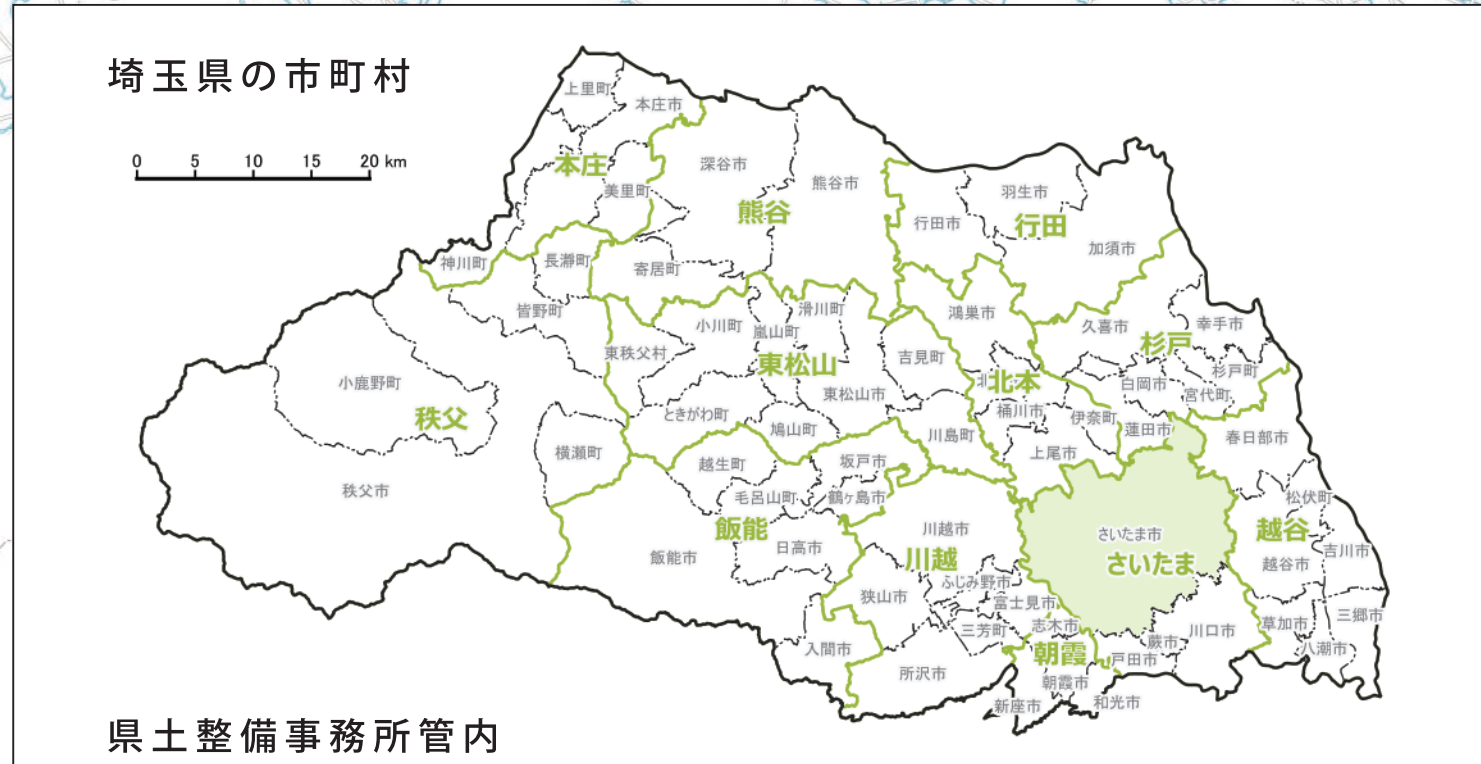 埼玉県の市町村
0 5 10 15 20 km
上里町
本庄市
本庄
美里町
深谷市
熊谷市
熊谷
行田市
羽生市
行田
加須市
神川町
長瀞町
寄居町
皆野町
小川町
嵐山町
滑川町
鴻巣市
久喜市
幸手市
杉戸
東秩父村
東松山
吉見町
北本
白岡市
杉戸町
宮代町
小鹿野町
秩父
東松山市
桶川市
伊奈町
蓮田市
ときがわ町
鳩山町
川島町
上尾市
春日部市
横瀬町
越生町
坂戸市
秩父市
毛呂山町
鶴ヶ島市
松伏町
飯能
川越市
さいたま市
越谷
飯能市
日高市
川越
さいたま
越谷市
吉川市
狭山市
ふじみ野市
富士見市
三芳町
志木市
川口市
草加市
三郷市
入間市
朝霞
蕨市
戸田市
八潮市
所沢市
朝霞市
新座市
和光市
県土整備事務所管内